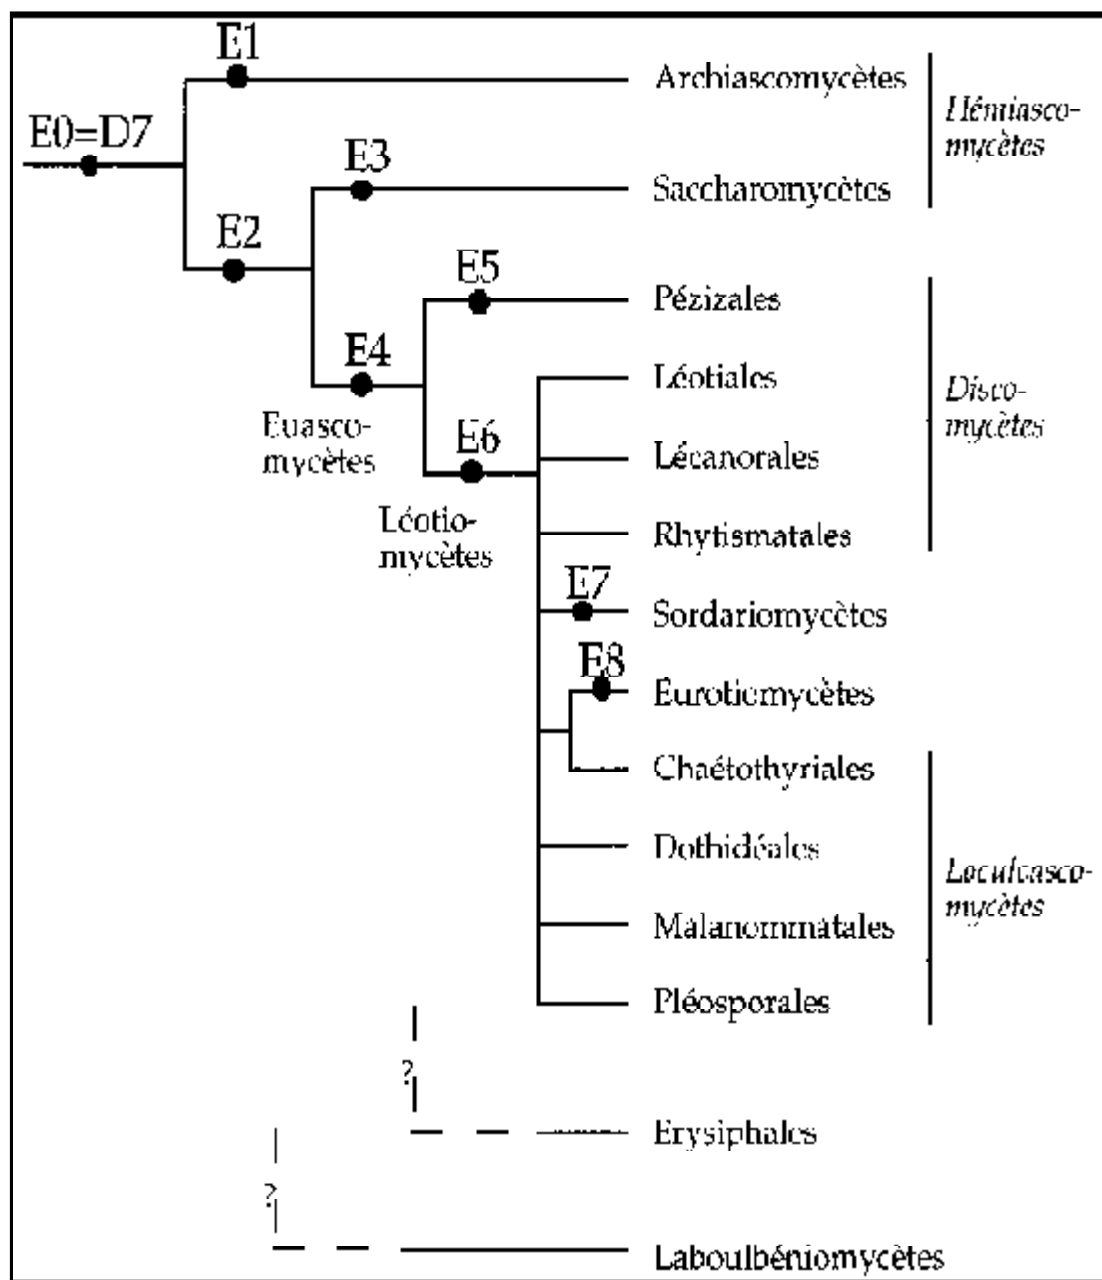 E1
Archiascomycètes
Hémiasco-
mycètes
E0=D7
E3
Saccharomycètes
E2
E5
Pézizales
E4
Léotiales
Disco-
mycètes
Euasco-
mycètes
E6
Lécanorales
Léotio-
mycètes
Rhytismatales
E7
Sordariomycètes
E8
Eurotiomycètes
Chaétothyriales
Dothidéales
Loculoasco-
mycètes
Malanommatales
Pléosporales
?
Erysiphales
?
Laboulbéniomycètes